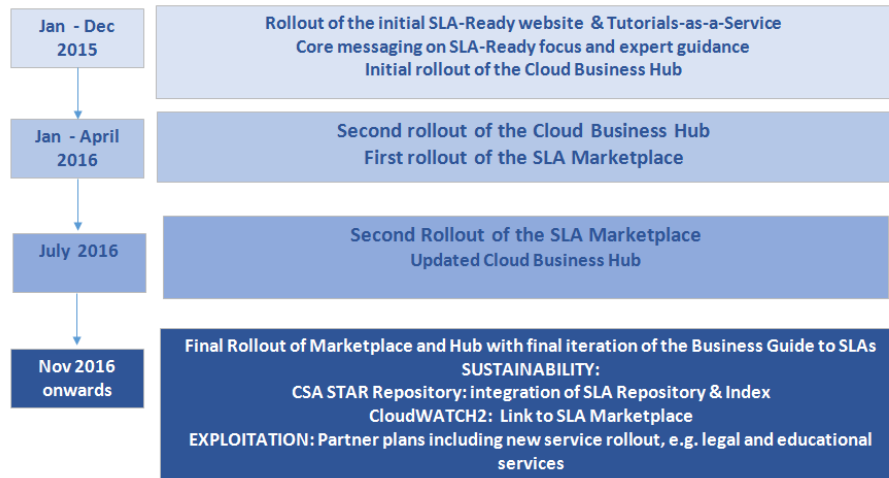 Jan - Dec
2015
Rollout of the initial SLA-Ready website & Tutorials-as-a-Service
Core messaging on SLA-Ready focus and expert guidance
Initial rollout of the Cloud Business Hub
Jan - April
2016
Second rollout of the Cloud Business Hub
First rollout of the SLA Marketplace
July 2016
Second Rollout of the SLA Marketplace
Updated Cloud Business Hub
Nov 2016
onwards
Final Rollout of Marketplace and Hub with final iteration of the Business Guide to SLAs
SUSTAINABILITY:
CSA STAR Repository: integration of SLA Repository & Index
CloudWATCH2: Link to SLA Marketplace
EXPLOITATION: Partner plans including new service rollout, e.g. legal and educational
services